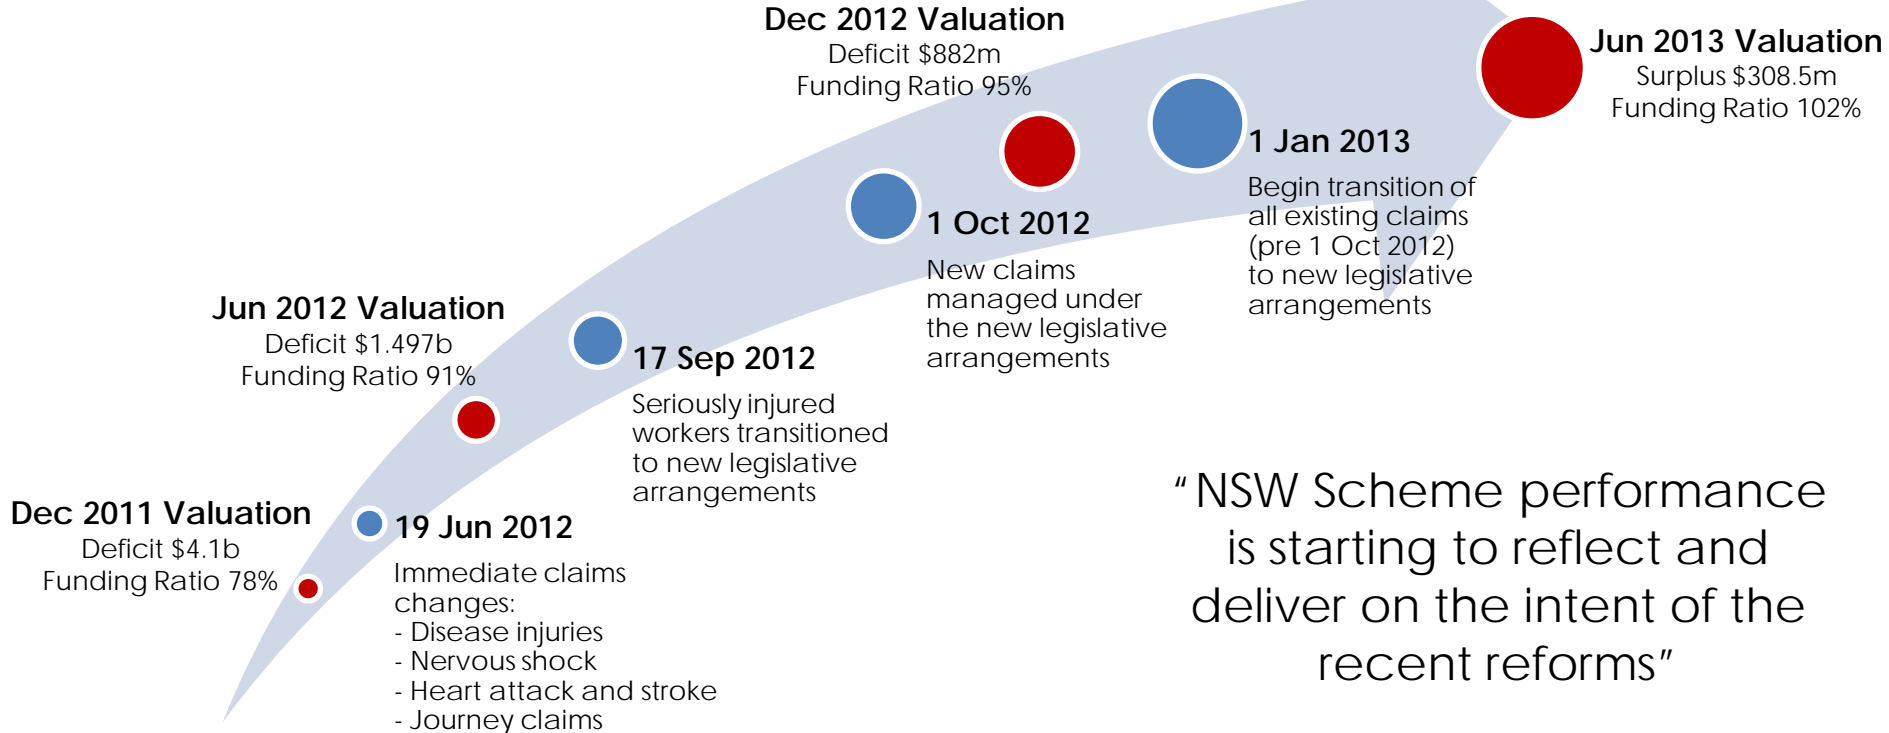 Dec 2012 Valuation
Deficit $882m
Funding Ratio 95%
Jun 2013 Valuation
Surplus $308.5m
Funding Ratio 102%
1 Jan 2013
Begin transition of
all existing claims
(pre 1 Oct 2012)
to new legislative
arrangements
1 Oct 2012
New claims
managed under
the new legislative
arrangements
Jun 2012 Valuation
Deficit $1.497b
Funding Ratio 91%
17 Sep 2012
Seriously injured
workers transitioned
to new legislative
arrangements
Dec 2011 Valuation
Deficit $4.1b
Funding Ratio 78%
19 Jun 2012
Immediate claims
changes:
- Disease injuries
- Nervous shock
- Heart attack and stroke
- Journey claims
“NSW Scheme performance
is starting to reflect and
deliver on the intent of the
recent reforms”